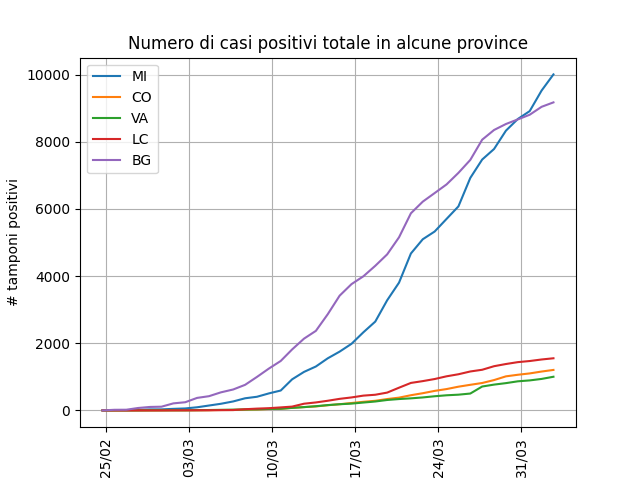 Numero di casi positivi totale in alcune province
# tamponi positivi
10000
8000
6000
4000
2000
0
MI
CO
VA
LC
BG
25/02
03/03
10/03
17/03
24/03
31/03